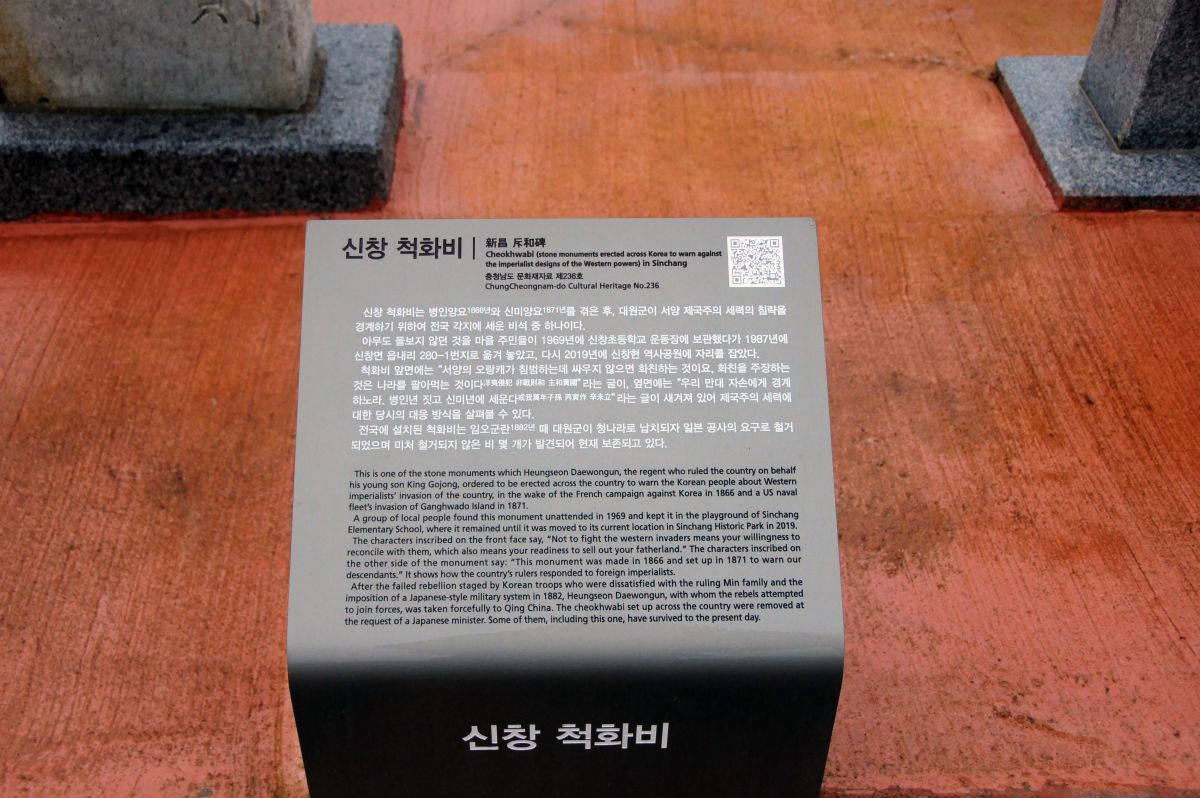 신창 척화비
新昌 斥和碑
Cheokhwabi (stone monuments erected across Korea to warn against
the imperialist designs of the Western powers) in Sinchang
충청남도 문화재자료 제236호
ChungCheongnam-do Cultural Heritage No.236
신창 척화비는 병인양요1866년와 신미양요1871년를 겪은 후, 대원군이 서양 제국주의 세력의 침략을
경계하기 위하여 전국 각지에 세운 비석 중 하나이다.
아무도 돌보지 않던 것을 마을 주민들이 1969년에 신창초등학교 운동장에 보관했다가 1987년에
신창면 읍내리 280-1번지로 옮겨 놓았고, 다시 2019년에 신창현 역사공원에 자리를 잡았다.
척화비 앞면에는 "서양의 오랑캐가 침범하는데 싸우지 않으면 화친하는 것이요, 화친을 주장하는
것은 나라를 팔아먹는 것이다洋夷侵犯 非戰則和 主和賣國"라는 글이, 옆면에는 "우리 만대 자손에게 경계
하노라. 병인년 짓고 신미년에 세운다戒我萬年子孫 丙寅作 辛未立"라는 글이 새겨져 있어 제국주의 세력에
대한 당시의 대응 방식을 살펴볼 수 있다.
전국에 설치된 척화비는 임오군란1882년 때 대원군이 청나라로 납치되자 일본 공사의 요구로 철거
되었으며 미처 철거되지 않은 비 몇 개가 발견되어 현재 보존되고 있다.
This is one of the stone monuments which Heungseon Daewongun, the regent who ruled the country on behalf
his young son King Gojong, ordered to be erected across the country to warn the Korean people about Western
imperialists' invasion of the country, in the wake of the French campaign against Korea in 1866 and a US naval
fleet's invasion of Ganghwado Island in 1871.
A group of local people found this monument unattended in 1969 and kept it in the playground of Sinchang
Elementary School, where it remained until it was moved to its current location in Sinchang Historic Park in 2019.
The characters inscribed on the front face say, "Not to fight the western invaders means your willingness to
reconcile with them, which also means your readiness to sell out your fatherland." The characters inscribed on
the other side of the monument say: "This monument was made in 1866 and set up in 1871 to warn our
descendants." It shows how the country's rulers responded to foreign imperialists.
After the failed rebellion staged by Korean troops who were dissatisfied with the ruling Min family and the
imposition of a Japanese-style military system in 1882, Heungseon Daewongun, with whom the rebels attempted
to join forces, was taken forcefully to Qing China. The cheokhwabi set up across the country were removed at
the request of a Japanese minister. Some of them, including this one, have survived to the present day.
신창 척화비